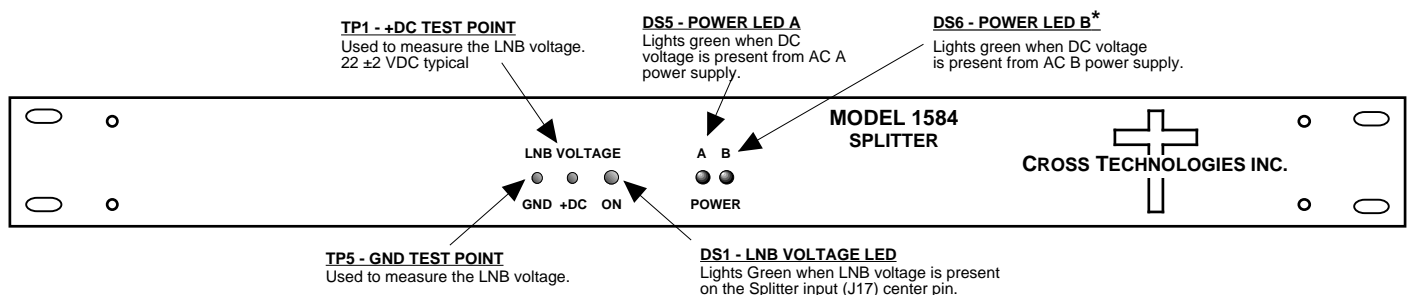 TP1 - +DC TEST POINT
Used to measure the LNB voltage.
22 ±2 VDC typical
DS5 - POWER LED A
Lights green when DC
voltage is present from AC A
power supply.
DS6 - POWER LED B*
Lights green when DC voltage
is present from AC B power supply.
MODEL 1584
SPLITTER
LNB VOLTAGE
A B
CROSS TECHNOLOGIES INC.
GND +DC ON
POWER
TP5 - GND TEST POINT
Used to measure the LNB voltage.
DS1 - LNB VOLTAGE LED
Lights Green when LNB voltage is present
on the Splitter input (J17) center pin.